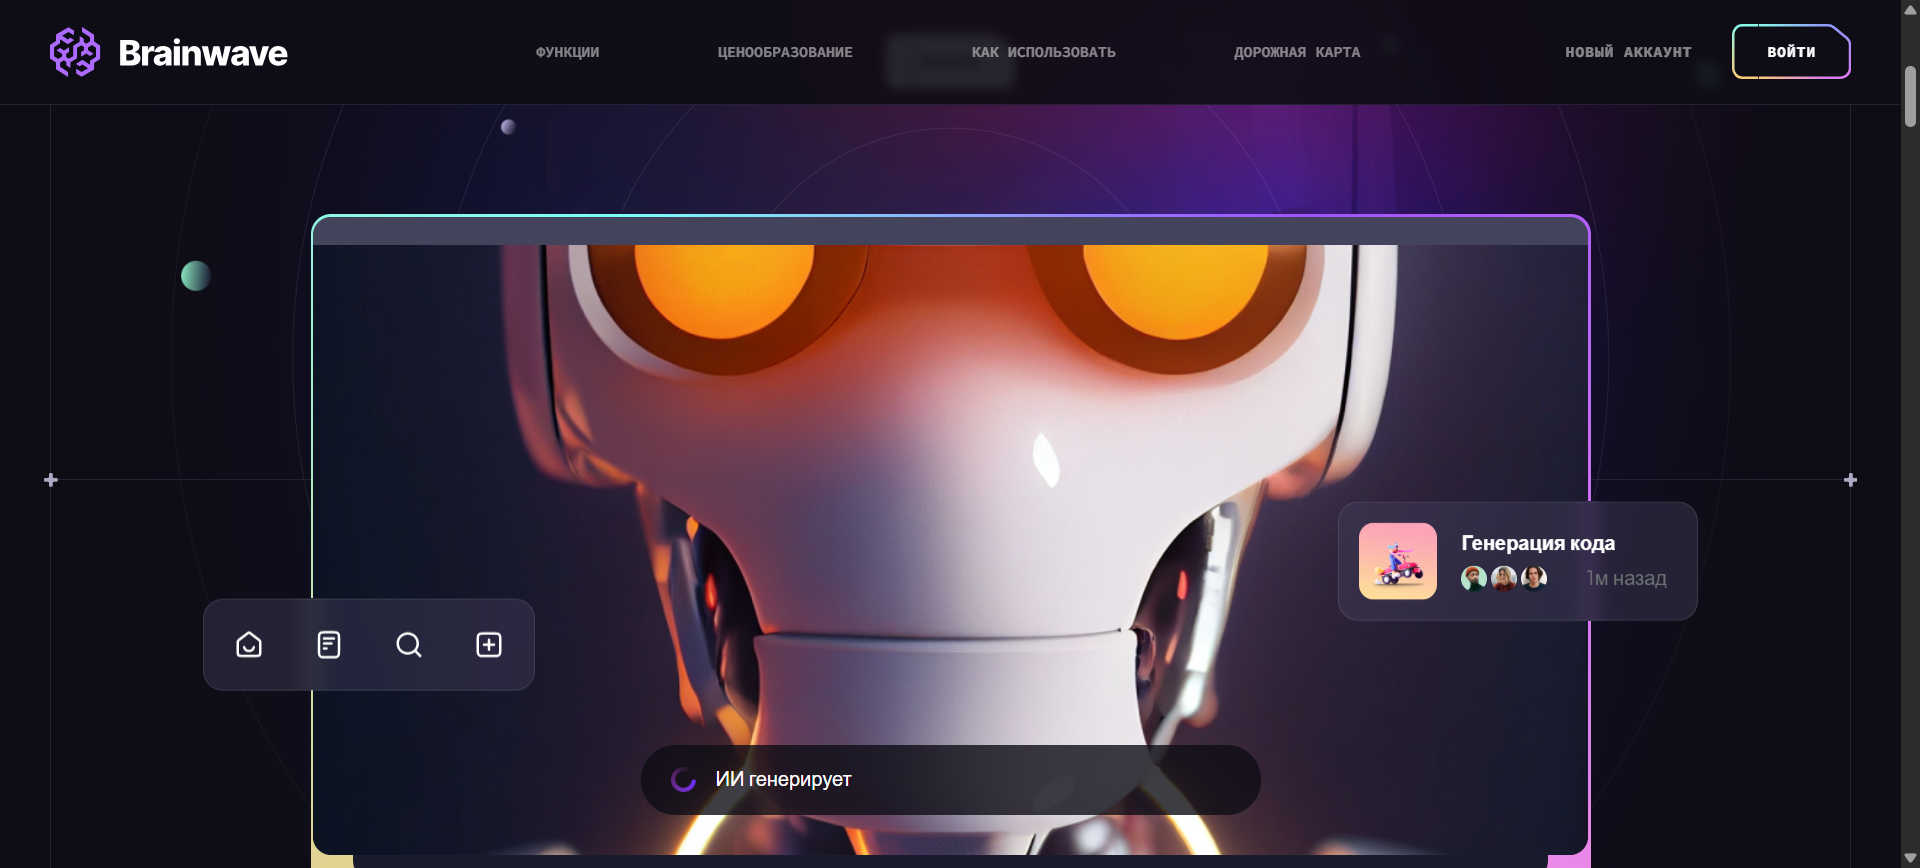 Brainwave
ФУНКЦИИ
ЦЕНООБРАЗОВАНИЕ
КАК ИСПОЛЬЗОВАТЬ
ДОРОЖНАЯ КАРТА
НОВЫЙ АККАУНТ
ВОЙТИ
Генерация кода
1м назад
ИИ генерирует